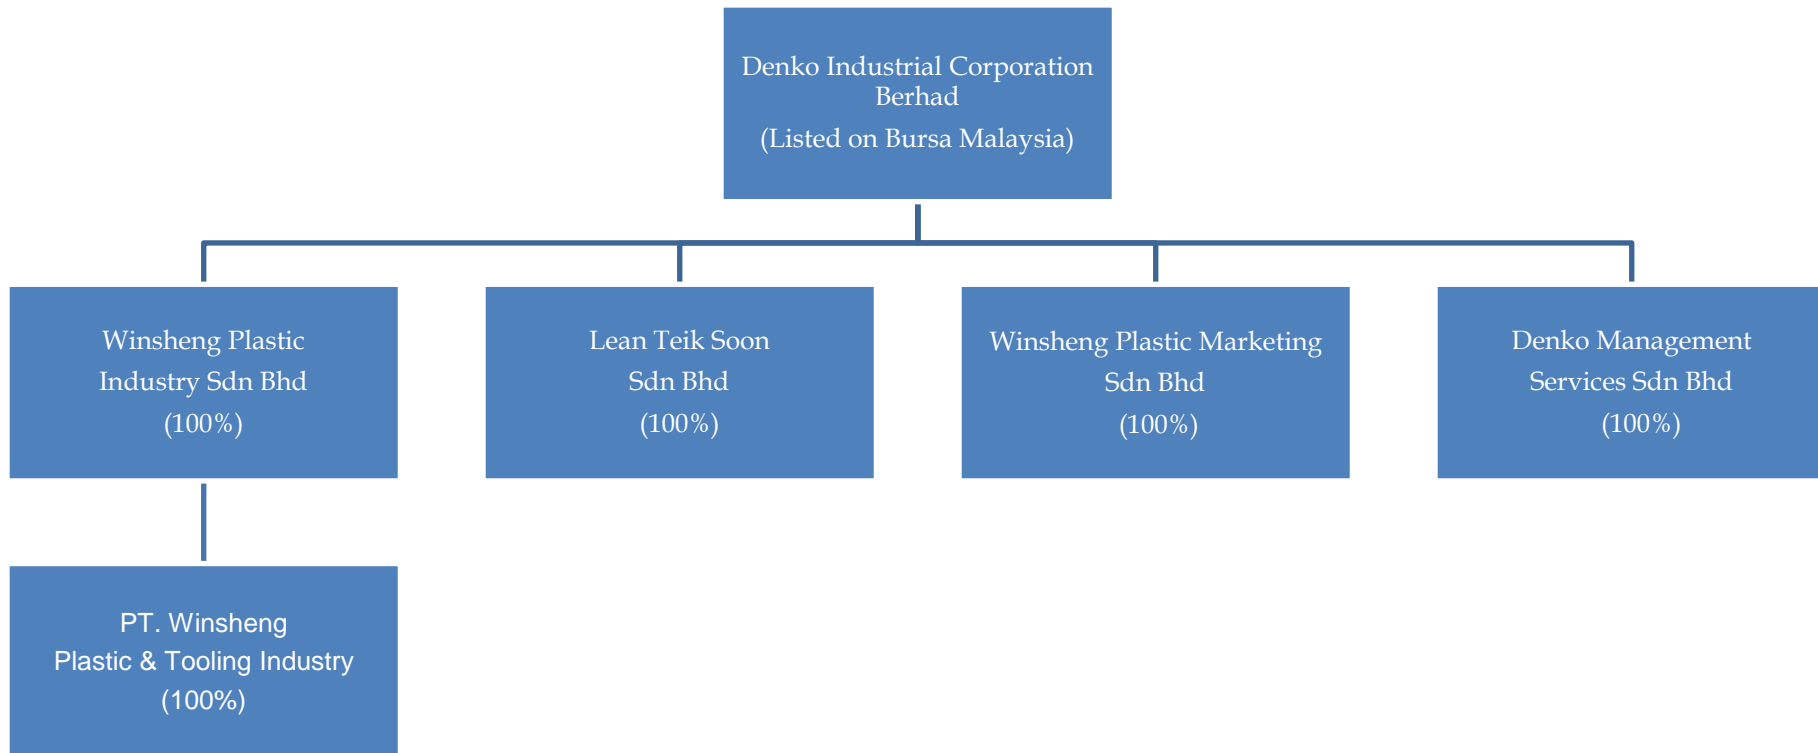 Denko Industrial Corporation
Berhad
(Listed on Bursa Malaysia)
Winsheng Plastic
Industry Sdn Bhd
(100%)
Lean Teik Soon
Sdn Bhd
(100%)
Winsheng Plastic Marketing
Sdn Bhd
(100%)
Denko Management
Services Sdn Bhd
(100%)
PT. Winsheng
Plastic & Tooling Industry
(100%)